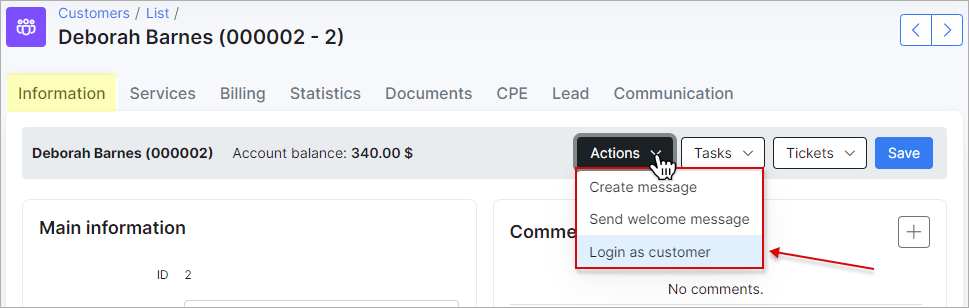 Customers / List /
Deborah Barnes (000002 - 2)
Information Services Billing Statistics Documents CPE Lead Communication
Deborah Barnes (000002) · Account balance: 340.00 $ Actions Tasks Tickets Save
Create message
Send welcome message
Login as customer
Main information
Comme
ID 2
No comments.